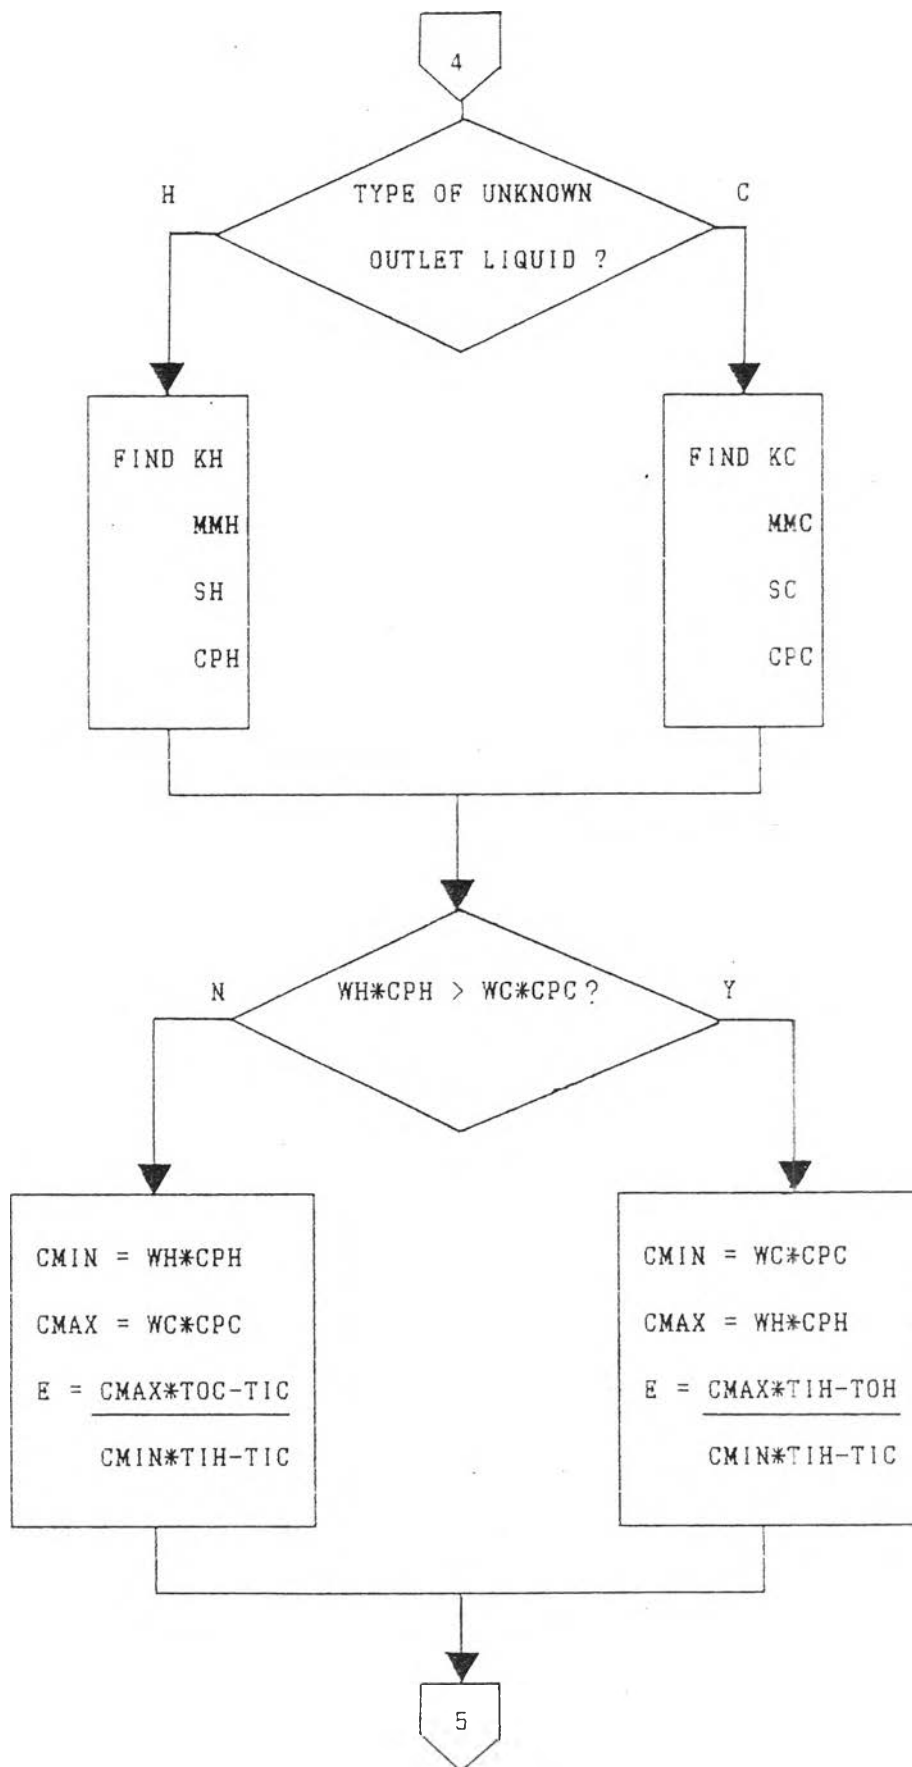 4
TYPE OF UNKNOWN
OUTLET LIQUID ?
H
C
FIND KH
MMH
SH
CPH
FIND KC
MMC
SC
CPC
WH*CPH > WC*CPC?
N
Y
CMIN = WH*CPH
CMAX = WC*CPC
E = CMAX*TOC-TIC
CMIN*TIH-TIC
CMIN = WC*CPC
CMAX = WH*CPH
E = CMAX*TIH-TOH
CMIN*TIH-TIC
5